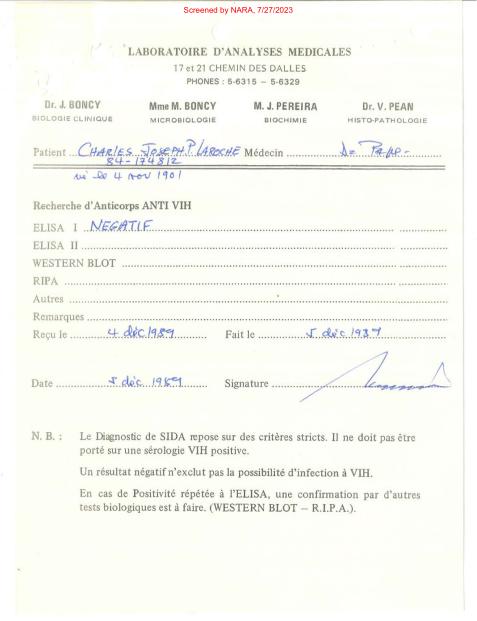 Screened by NARA, 7/27/2023
LABORATOIRE D'ANALYSES MEDICALES
17 et 21 CHEMIN DES DALLES
PHONES : 5-6315 – 5-6329
Dr. J. BONCY Mme M. BONCY M. J. PEREIRA Dr. V. PEAN
BIOLOGIE CLINIQUE MICROBIOLOGIE BIOCHIMIE HISTO-PATHOLOGIE
Patient CHARLES JOSEPH P. LAROCHE Médecin Dr Pape
84-174812
né le 4 nov 1901
Recherche d'Anticorps ANTI VIH
ELISA I NEGATIF
ELISA II
WESTERN BLOT
RIPA
Autres
Remarques
Reçu le 4 déc 1989 Fait le 5 déc 1989
Date 5 déc 1989 Signature
N. B. : Le Diagnostic de SIDA repose sur des critères stricts. Il ne doit pas être
porté sur une sérologie VIH positive.
Un résultat négatif n'exclut pas la possibilité d'infection à VIH.
En cas de Positivité répétée à l'ELISA, une confirmation par d'autres
tests biologiques est à faire. (WESTERN BLOT – R.I.P.A.).